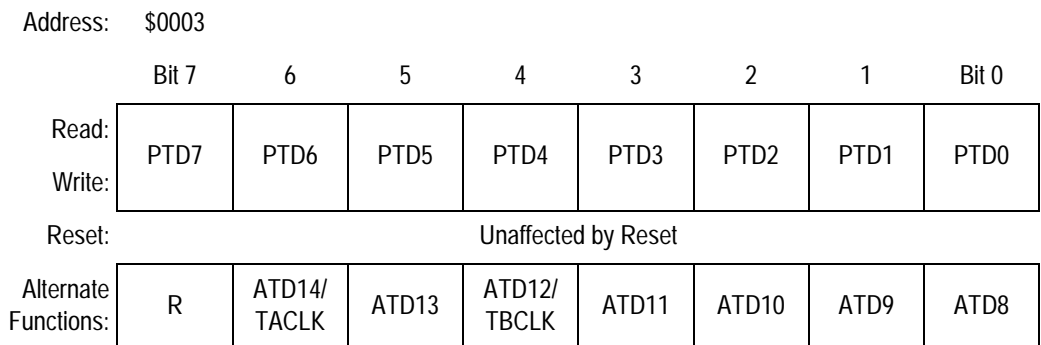 Address: $0003
Bit 7 6 5 4 3 2 1 Bit 0
Read:
PTD7 PTD6 PTD5 PTD4 PTD3 PTD2 PTD1 PTD0
Write:
Reset: Unaffected by Reset
Alternate Functions: R ATD14/TACLK ATD13 ATD12/TBCLK ATD11 ATD10 ATD9 ATD8